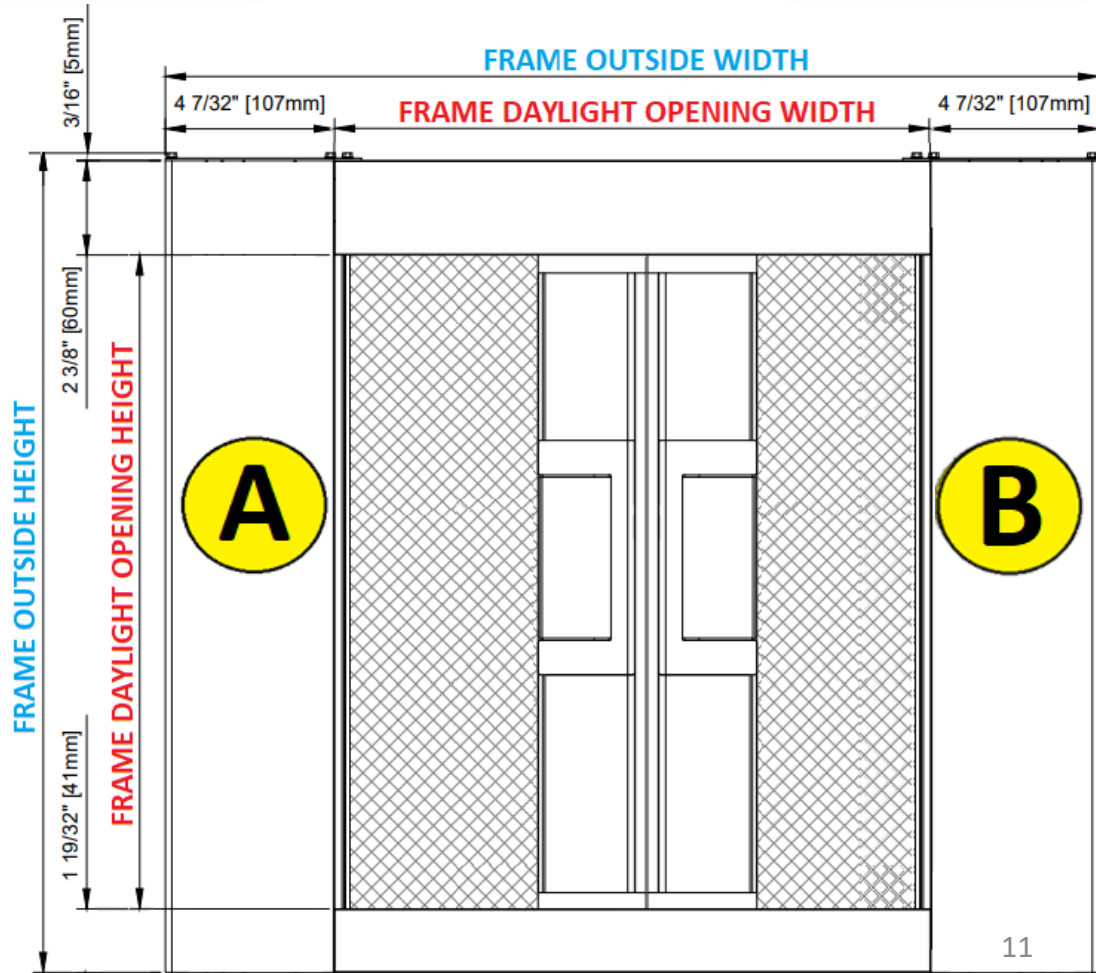 FRAME OUTSIDE WIDTH
3/16" [5mm]
4 7/32" [107mm]
FRAME DAYLIGHT OPENING WIDTH
4 7/32" [107mm]
2 3/8" [60mm]
FRAME OUTSIDE HEIGHT
FRAME DAYLIGHT OPENING HEIGHT
A
B
1 19/32" [41mm]
11